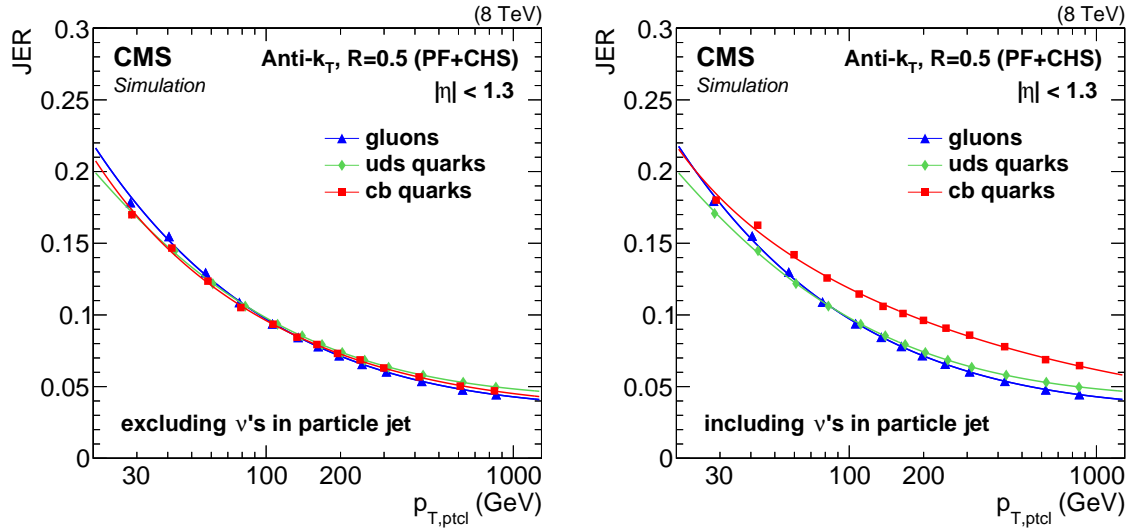 (8 TeV)
JER
0.3
0.25
0.2
0.15
0.1
0.05
0
CMS
Simulation
Anti-k_T, R=0.5 (PF+CHS)
|η| < 1.3
gluons
uds quarks
cb quarks
excluding ν's in particle jet
30 100 200 1000
p_T,ptcl (GeV)
(8 TeV)
JER
0.3
0.25
0.2
0.15
0.1
0.05
0
CMS
Simulation
Anti-k_T, R=0.5 (PF+CHS)
|η| < 1.3
gluons
uds quarks
cb quarks
including ν's in particle jet
30 100 200 1000
p_T,ptcl (GeV)